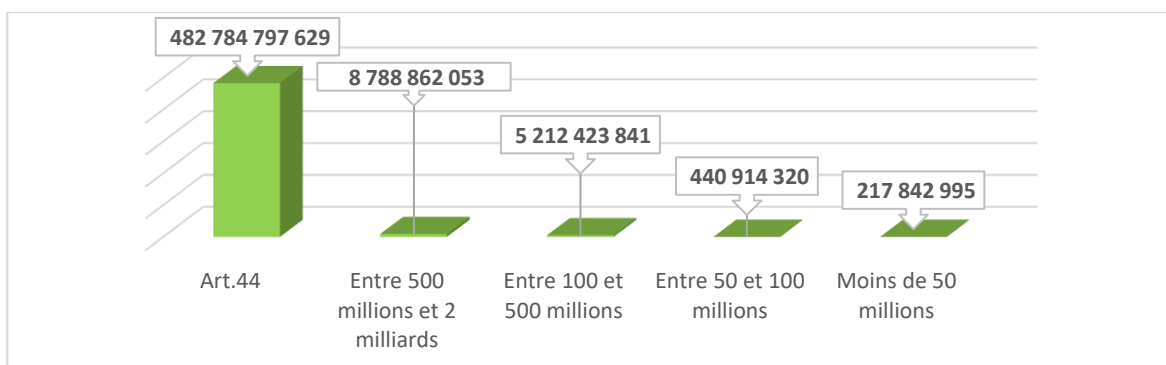 482 784 797 629
8 788 862 053
5 212 423 841
440 914 320
217 842 995
Art.44
Entre 500
millions et 2
milliards
Entre 100 et
500 millions
Entre 50 et 100
millions
Moins de 50
millions